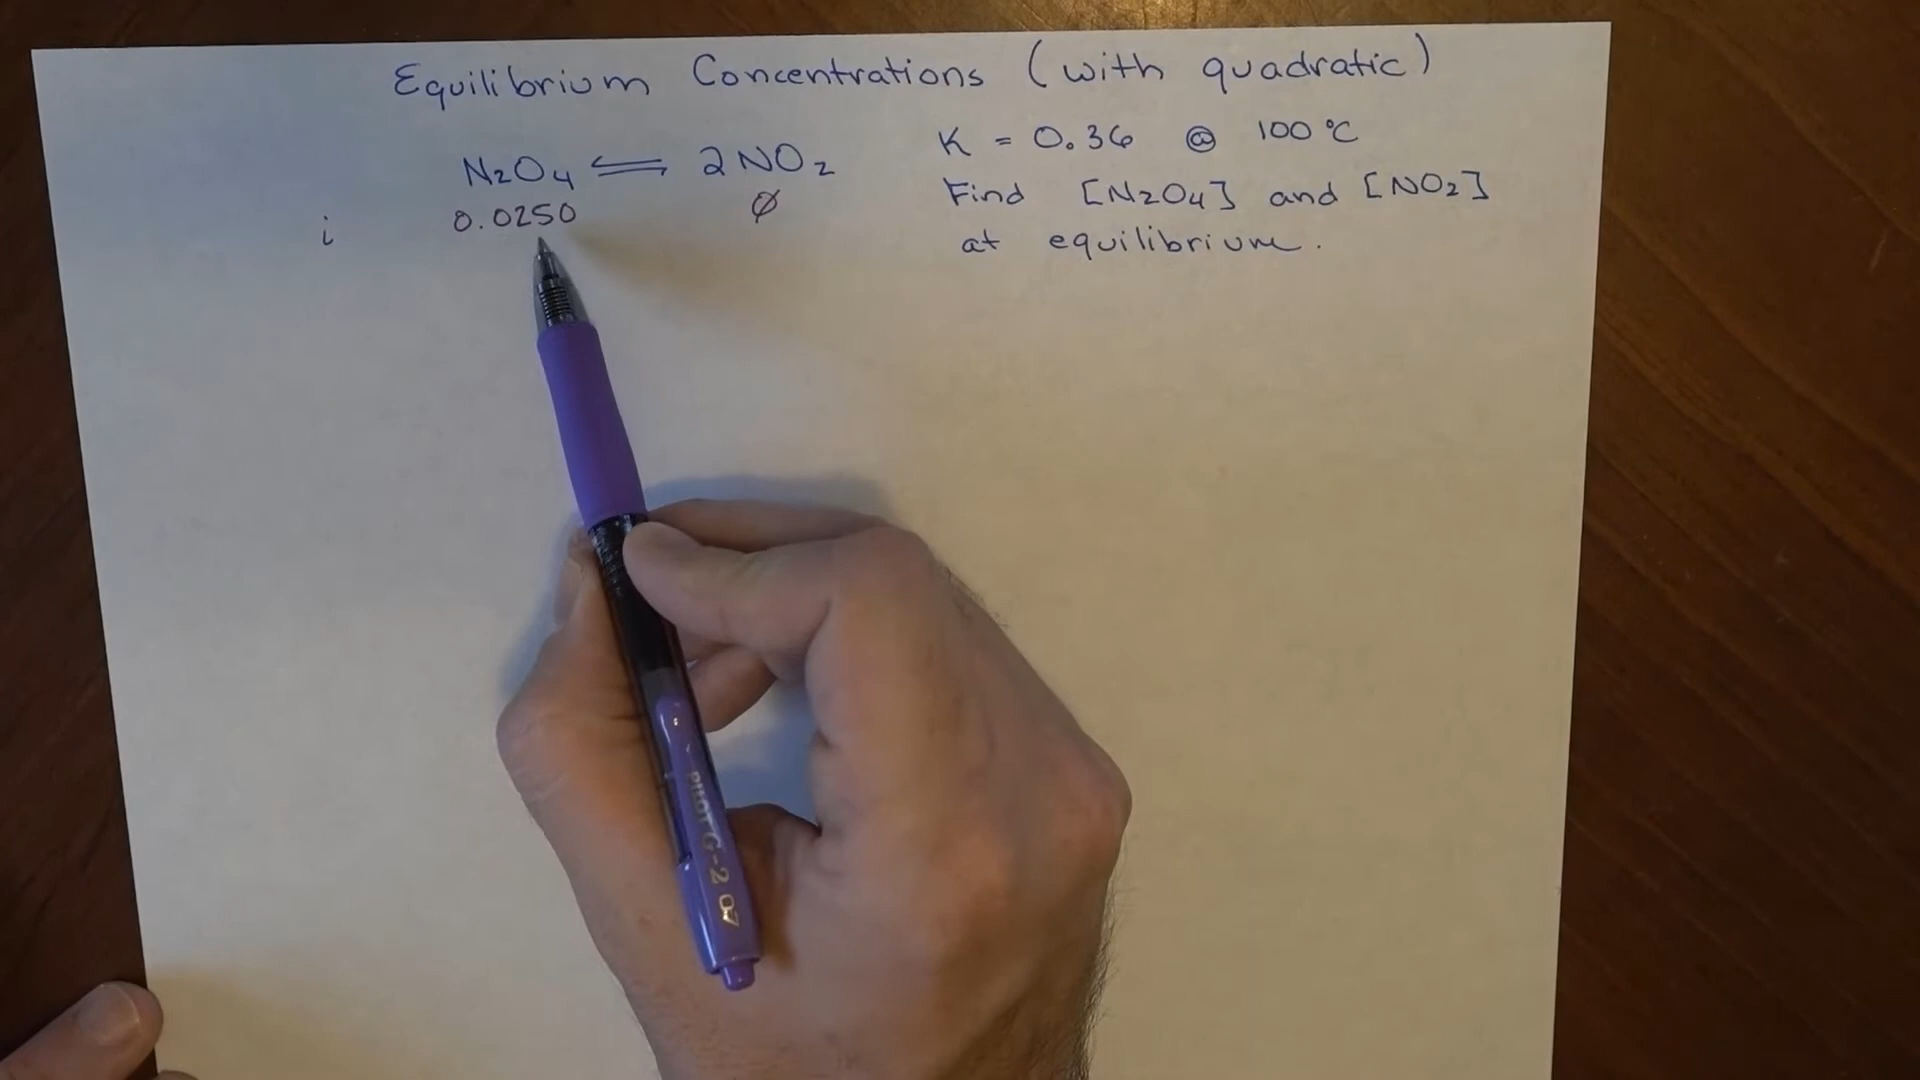 Equilibrium Concentrations (with quadratic)
N₂O₄ ⇌ 2NO₂
i 0.0250 ∅
K = 0.36 @ 100 °C
Find [N₂O₄] and [NO₂]
at equilibrium.
PILOT G-2 07